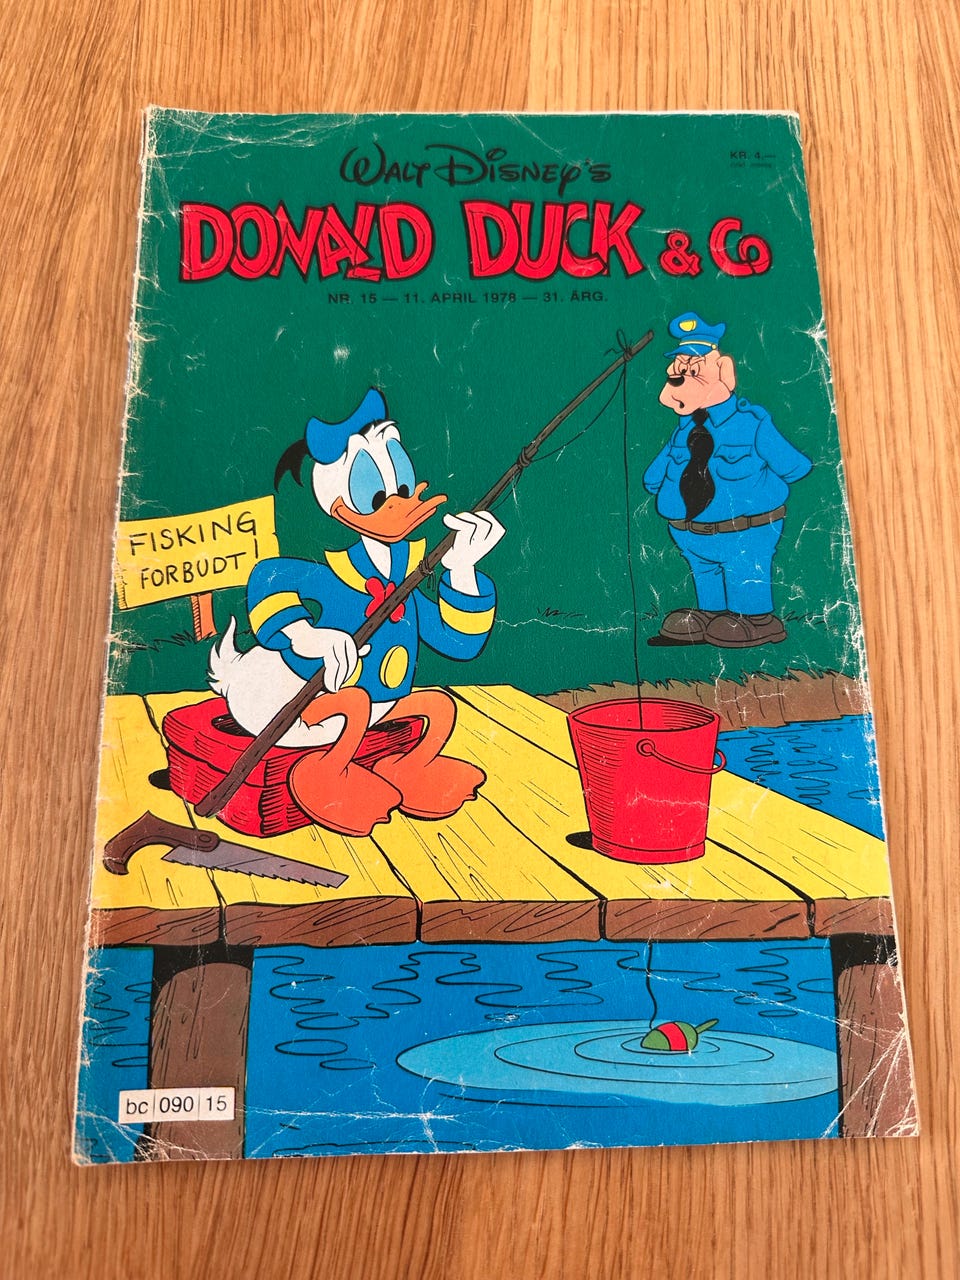 WALT DISNEY'S
KR. 4,—
DONALD DUCK & Co
NR. 15 — 11. APRIL 1978 — 31. ÅRG.
FISKING
FORBUDT!
bc 090 15